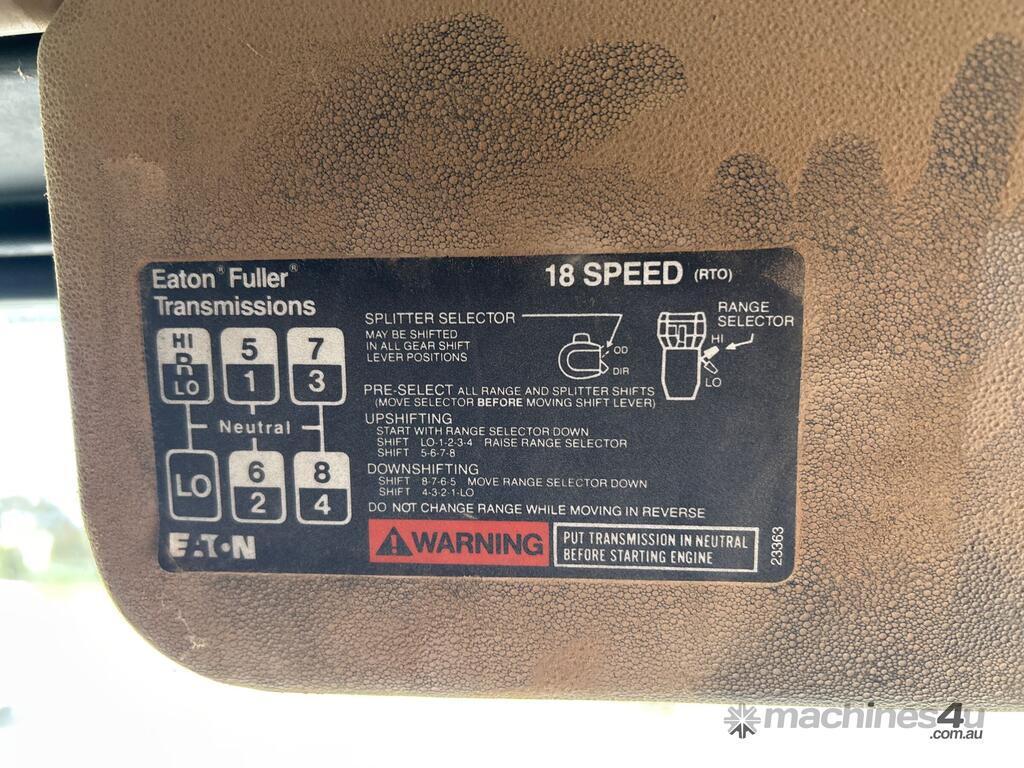 Eaton® Fuller®
Transmissions
18 SPEED (RTO)
HI
R
LO
5
1
7
3
Neutral
LO
6
2
8
4
EATON
SPLITTER SELECTOR
MAY BE SHIFTED
IN ALL GEAR SHIFT
LEVER POSITIONS
OD
DIR
RANGE
SELECTOR
HI
LO
PRE-SELECT ALL RANGE AND SPLITTER SHIFTS
(MOVE SELECTOR BEFORE MOVING SHIFT LEVER)
UPSHIFTING
START WITH RANGE SELECTOR DOWN
SHIFT LO-1-2-3-4 RAISE RANGE SELECTOR
SHIFT 5-6-7-8
DOWNSHIFTING
SHIFT 8-7-6-5 MOVE RANGE SELECTOR DOWN
SHIFT 4-3-2-1-LO
DO NOT CHANGE RANGE WHILE MOVING IN REVERSE
WARNING
PUT TRANSMISSION IN NEUTRAL
BEFORE STARTING ENGINE
23363
machines4u
.com.au